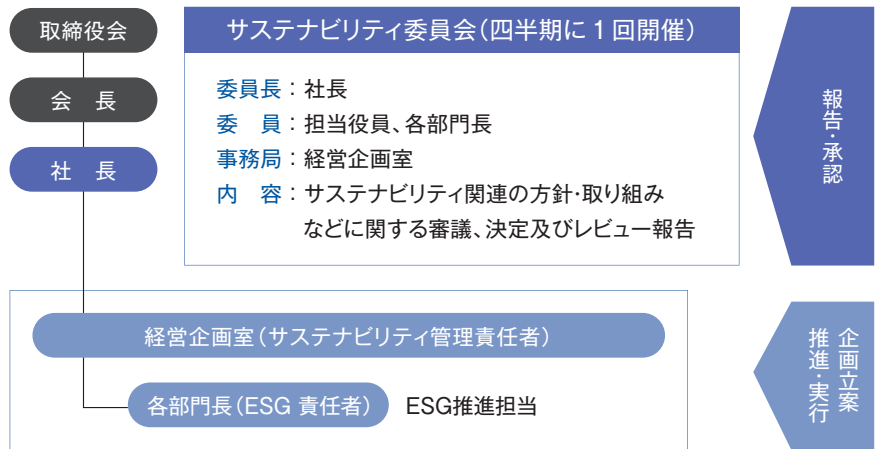 取締役会
会　長
社　長
サステナビリティ委員会（四半期に1回開催）
委員長：社長
委　員：担当役員、各部門長
事務局：経営企画室
内　容：サステナビリティ関連の方針・取り組み
などに関する審議、決定及びレビュー報告
報告・承認
経営企画室（サステナビリティ管理責任者）
各部門長（ESG 責任者）　ESG推進担当
企画立案
推進・実行